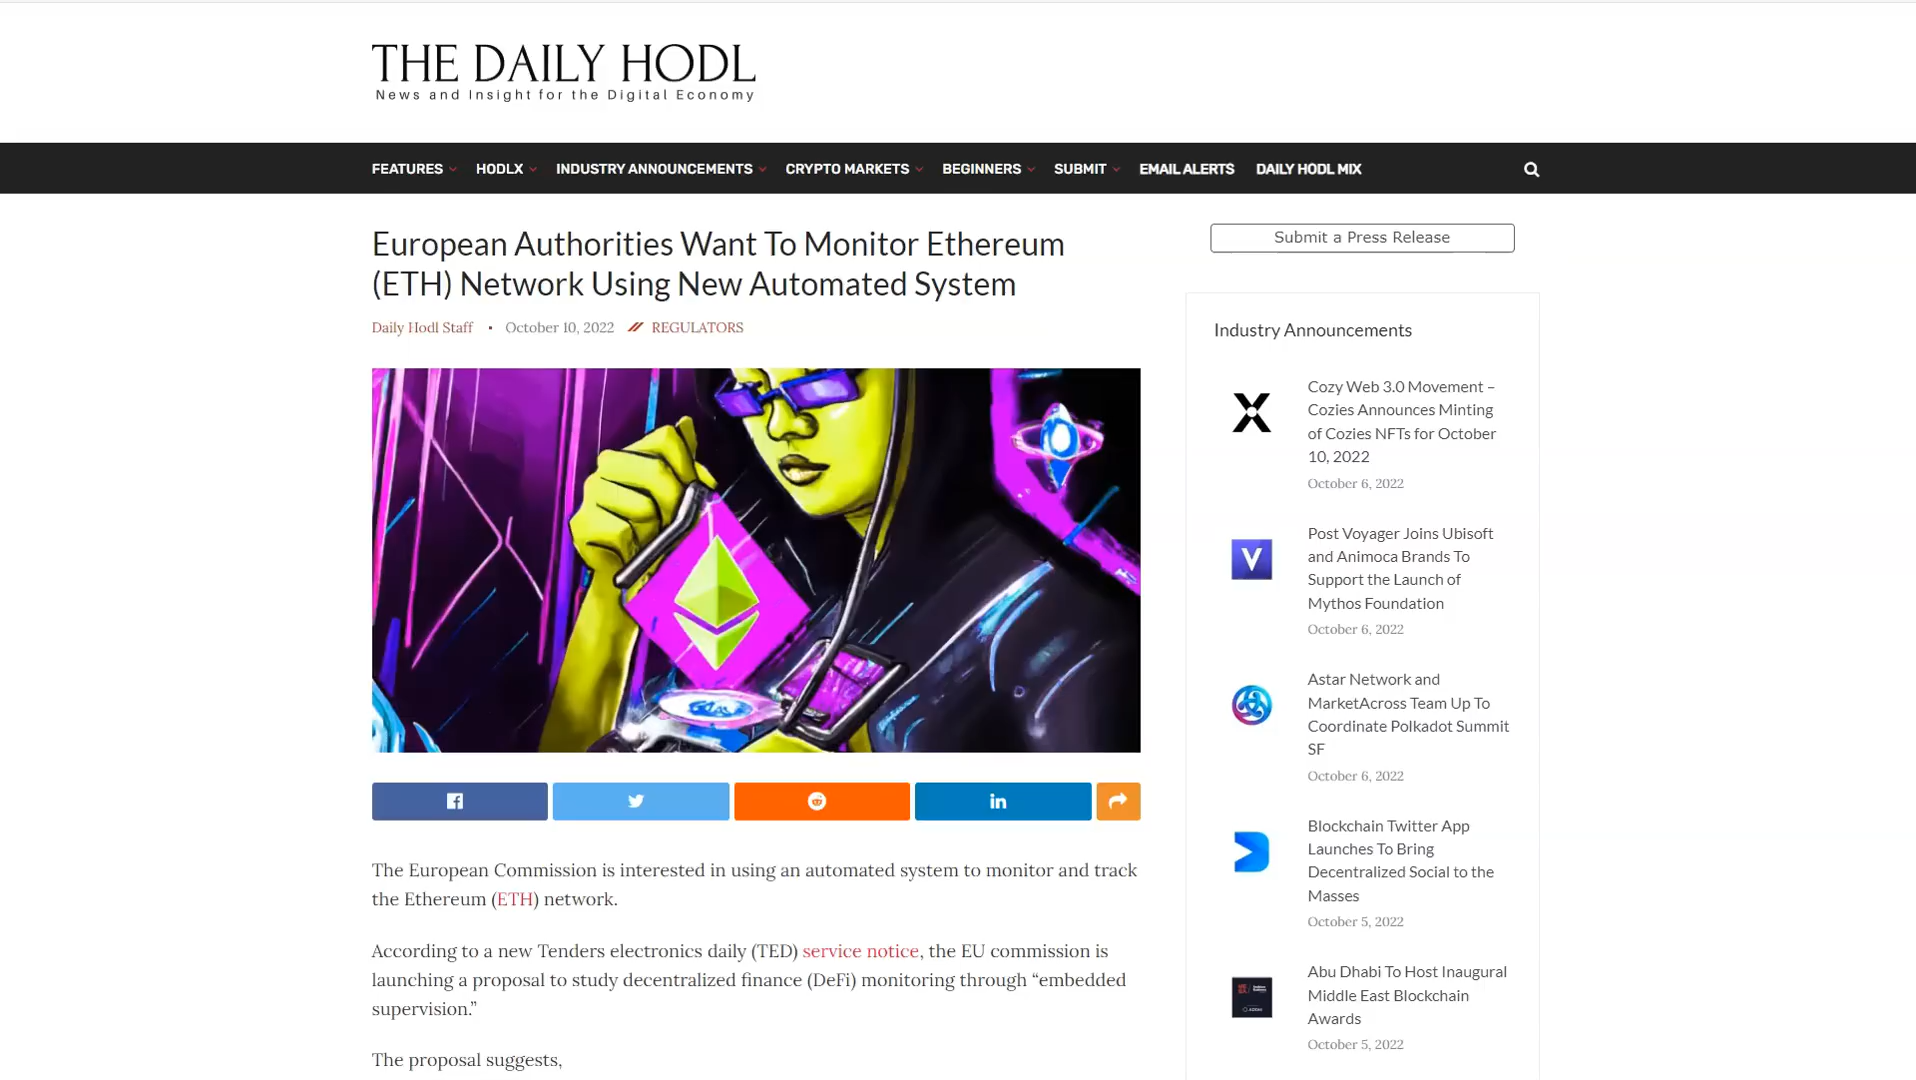 THE DAILY HODL
News and Insight for the Digital Economy
FEATURES HODLX INDUSTRY ANNOUNCEMENTS CRYPTO MARKETS BEGINNERS SUBMIT EMAIL ALERTS DAILY HODL MIX
European Authorities Want To Monitor Ethereum
(ETH) Network Using New Automated System
Daily Hodl Staff • October 10, 2022 // REGULATORS
The European Commission is interested in using an automated system to monitor and track
the Ethereum (ETH) network.
According to a new Tenders electronics daily (TED) service notice, the EU commission is
launching a proposal to study decentralized finance (DeFi) monitoring through “embedded
supervision.”
The proposal suggests,
Submit a Press Release
Industry Announcements
Cozy Web 3.0 Movement –
Cozies Announces Minting
of Cozies NFTs for October
10, 2022
October 6, 2022
V
Post Voyager Joins Ubisoft
and Animoca Brands To
Support the Launch of
Mythos Foundation
October 6, 2022
Astar Network and
MarketAcross Team Up To
Coordinate Polkadot Summit
SF
October 6, 2022
Blockchain Twitter App
Launches To Bring
Decentralized Social to the
Masses
October 5, 2022
Abu Dhabi To Host Inaugural
Middle East Blockchain
Awards
October 5, 2022